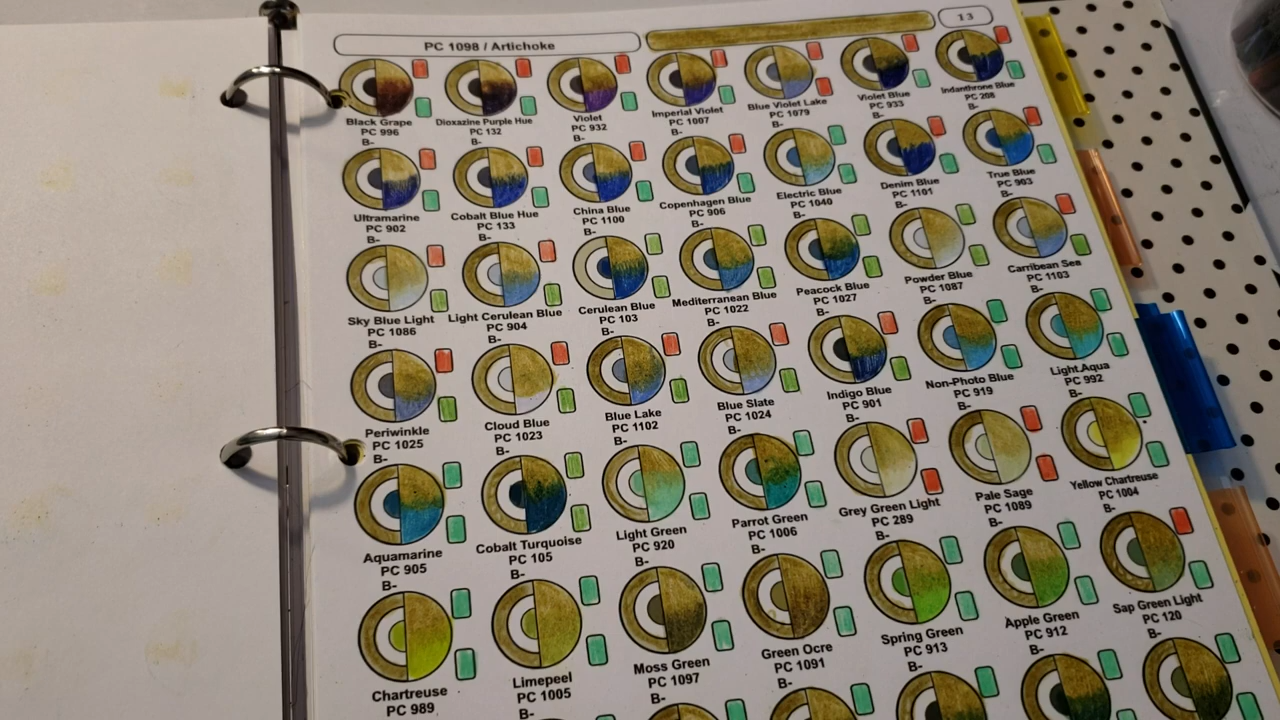 PC 1098 / Artichoke
13
Black Grape
PC 996
B-
Dioxazine Purple Hue
PC 132
B-
Violet
PC 932
B-
Imperial Violet
PC 1007
B-
Blue Violet Lake
PC 1079
B-
Violet Blue
PC 933
B-
Indanthrone Blue
PC 208
B-
Ultramarine
PC 902
B-
Cobalt Blue Hue
PC 133
B-
China Blue
PC 1100
B-
Copenhagen Blue
PC 906
B-
Electric Blue
PC 1040
B-
Denim Blue
PC 1101
B-
True Blue
PC 903
B-
Sky Blue Light
PC 1086
B-
Light Cerulean Blue
PC 904
B-
Cerulean Blue
PC 103
B-
Mediterranean Blue
PC 1022
B-
Peacock Blue
PC 1027
B-
Powder Blue
PC 1087
B-
Carribean Sea
PC 1103
B-
Periwinkle
PC 1025
B-
Cloud Blue
PC 1023
B-
Blue Lake
PC 1102
B-
Blue Slate
PC 1024
B-
Indigo Blue
PC 901
B-
Non-Photo Blue
PC 919
B-
Light Aqua
PC 992
B-
Aquamarine
PC 905
B-
Cobalt Turquoise
PC 105
B-
Light Green
PC 920
B-
Parrot Green
PC 1006
B-
Grey Green Light
PC 289
B-
Pale Sage
PC 1089
B-
Yellow Chartreuse
PC 1004
B-
Chartreuse
PC 989
Limepeel
PC 1005
B-
Moss Green
PC 1097
B-
Green Ocre
PC 1091
B-
Spring Green
PC 913
B-
Apple Green
PC 912
B-
Sap Green Light
PC 120
B-